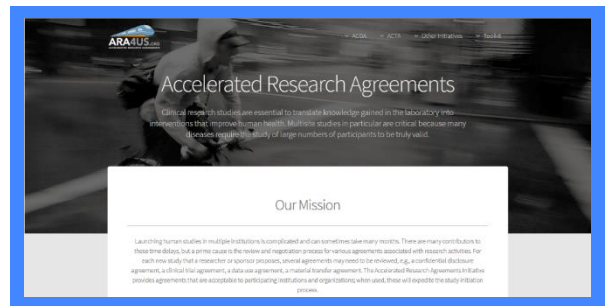 ARA4US.ORG
ACCELERATED RESEARCH AGREEMENTS
ACDA ACTA Other Initiatives Toolkit
Accelerated Research Agreements
Clinical research studies are essential to translate knowledge gained in the laboratory into
interventions that improve human health. Multisite studies in particular are critical because many
diseases require the study of large numbers of participants to be truly valid.
Our Mission
Launching human studies in multiple institutions is complicated and can sometimes take many months. There are many contributors to
these time delays, but a prime cause is the review and negotiation process for various agreements associated with research activities. For
each new study that a researcher or sponsor proposes, several agreements may need to be reviewed, e.g., a confidential disclosure
agreement, a clinical trial agreement, a data use agreement, a material transfer agreement. The Accelerated Research Agreements Initiative
provides agreements that are acceptable to participating institutions and organizations; when used, these will expedite the study initiation
process.